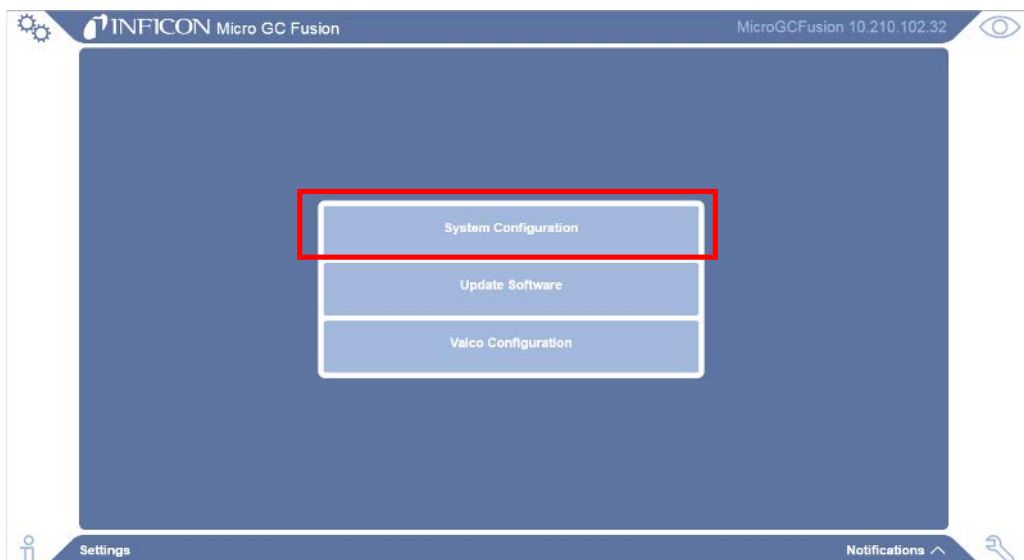 INFICON Micro GC Fusion
MicroGCFusion 10.210.102.32
System Configuration
Update Software
Valco Configuration
Settings
Notifications